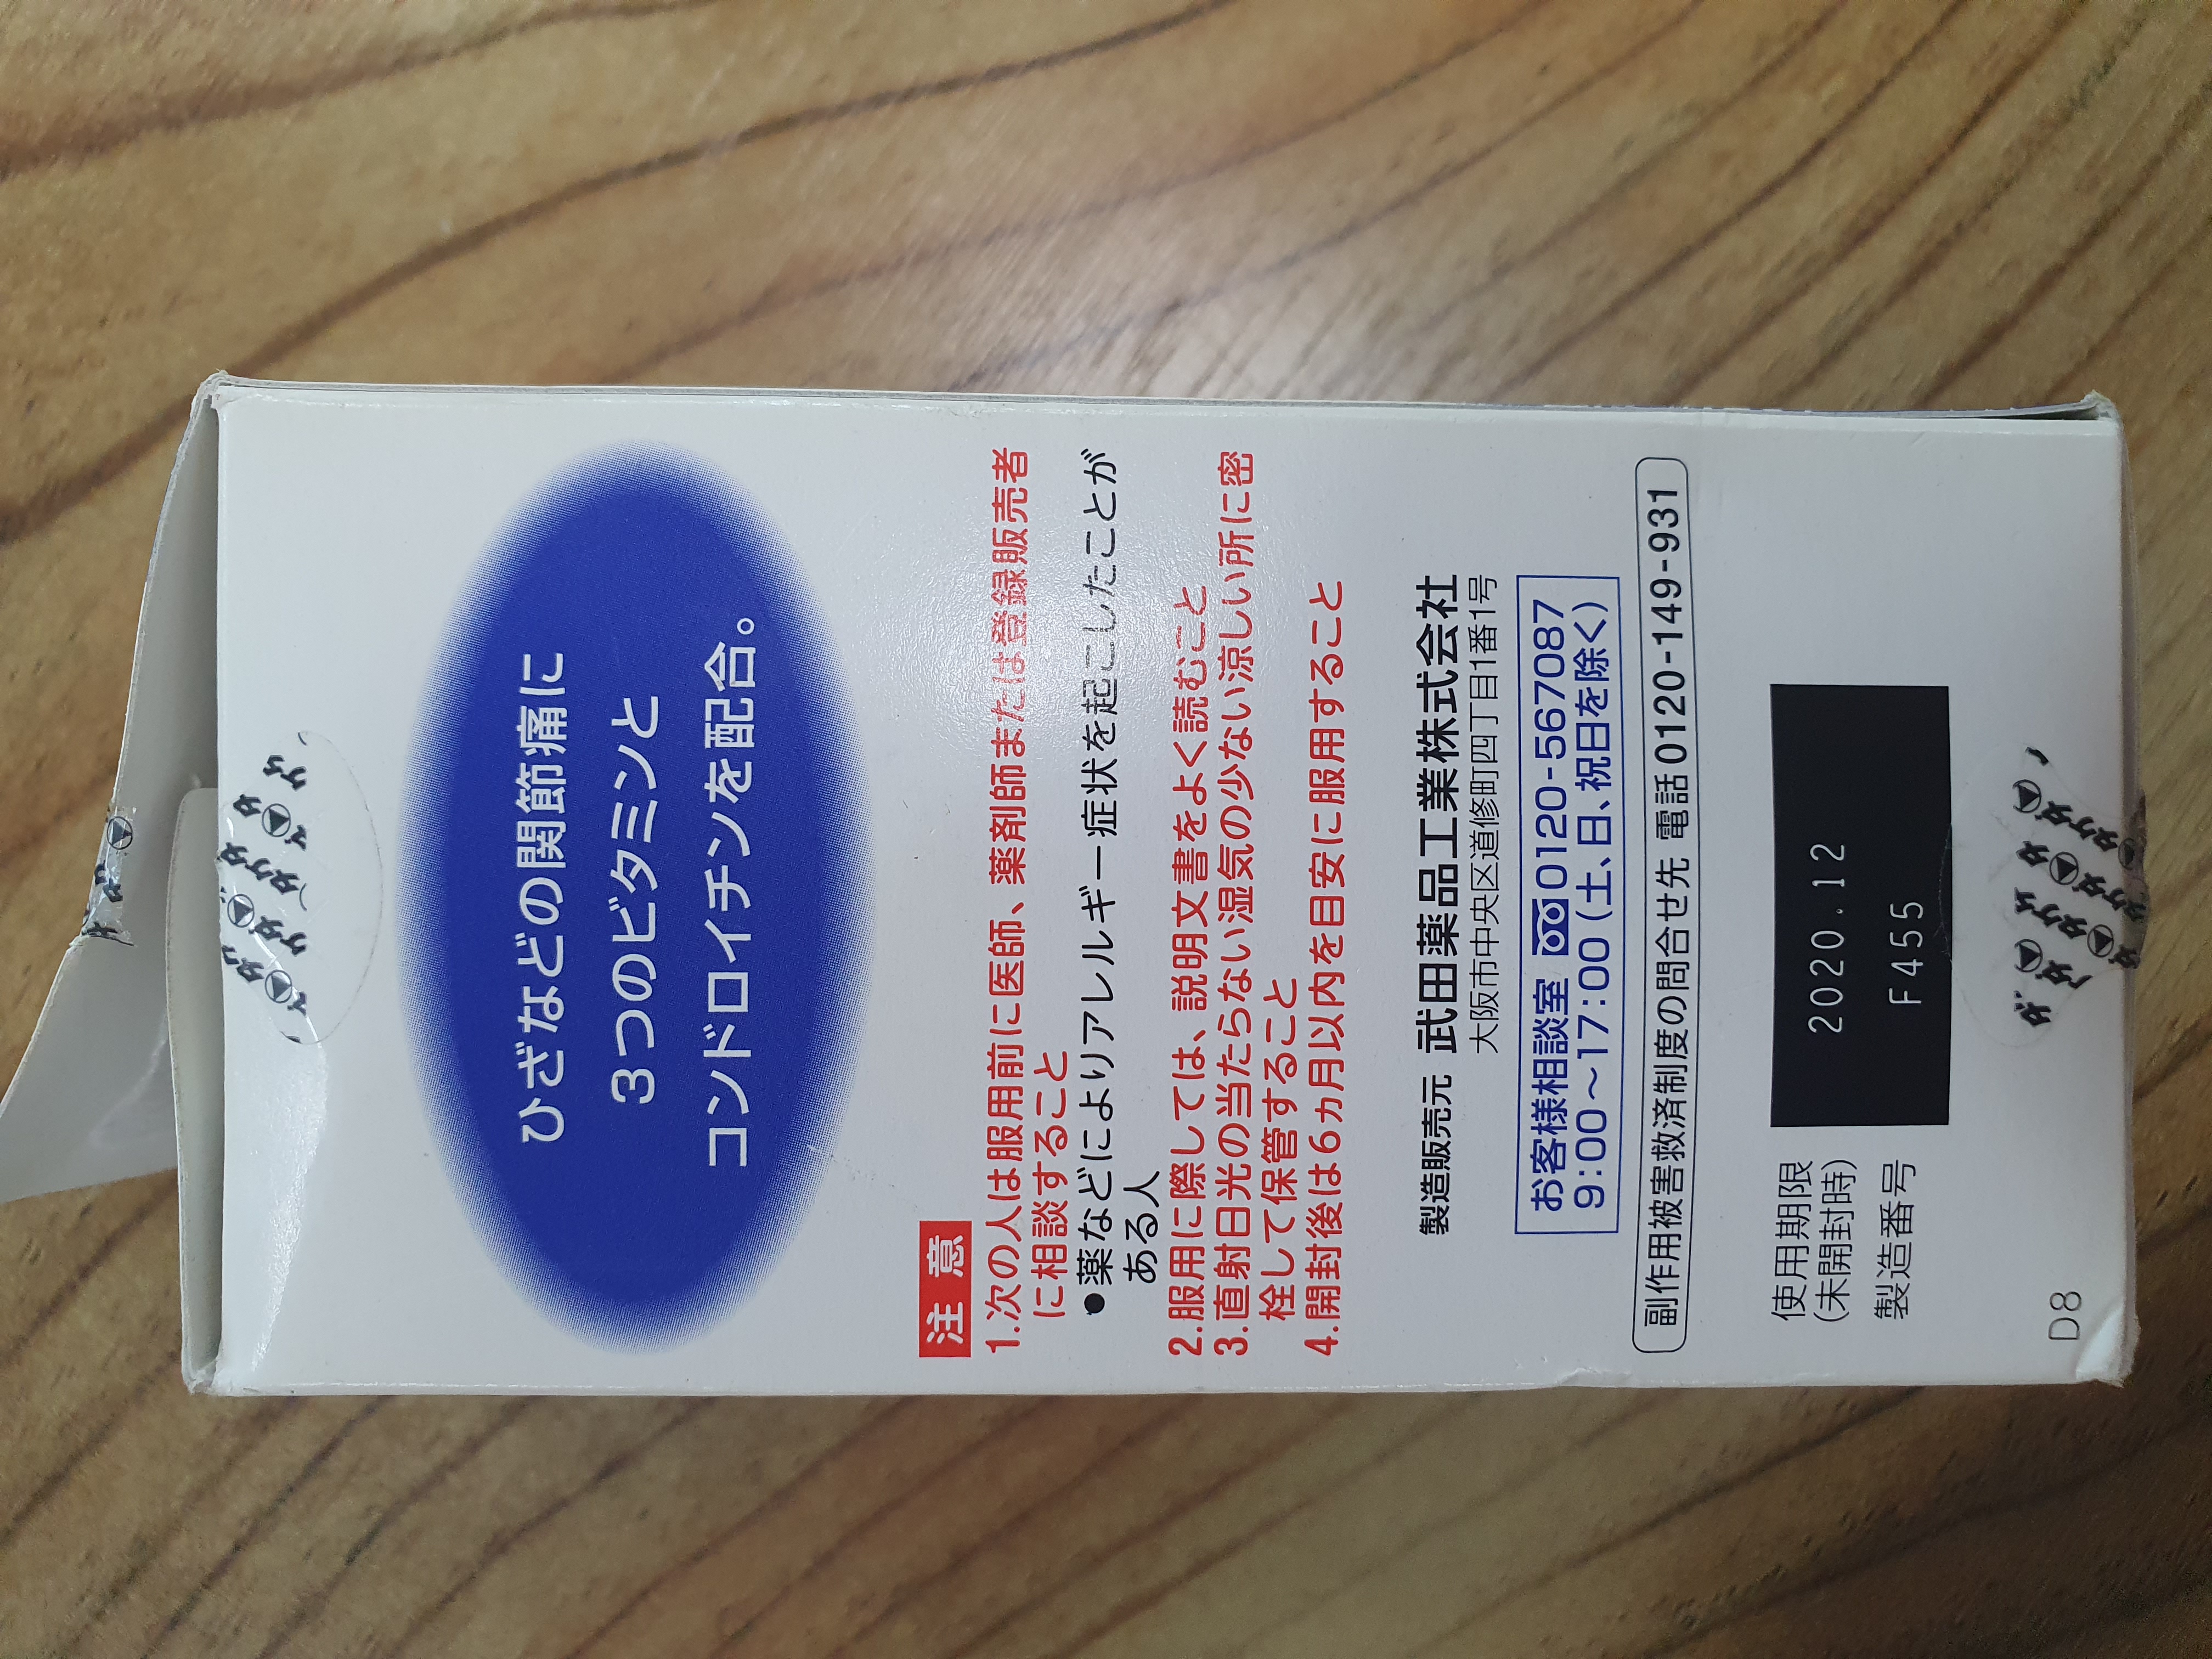 ひざなどの関節痛に
3つのビタミンと
コンドロイチンを配合。
注意
1.次の人は服用前に医師、薬剤師または登録販売者
に相談すること
●薬などによりアレルギー症状を起こしたことが
ある人
2.服用に際しては、説明文書をよく読むこと
3.直射日光の当たらない湿気の少ない涼しい所に密
栓して保管すること
4.開封後は6カ月以内を目安に服用すること
製造販売元 武田薬品工業株式会社
大阪市中央区道修町四丁目1番1号
お客様相談室 0120-567087
9:00～17:00(土、日、祝日を除く)
副作用被害救済制度の問合せ先 電話0120-149-931
使用期限 2020.12
(未開封時)
製造番号 F455
D8